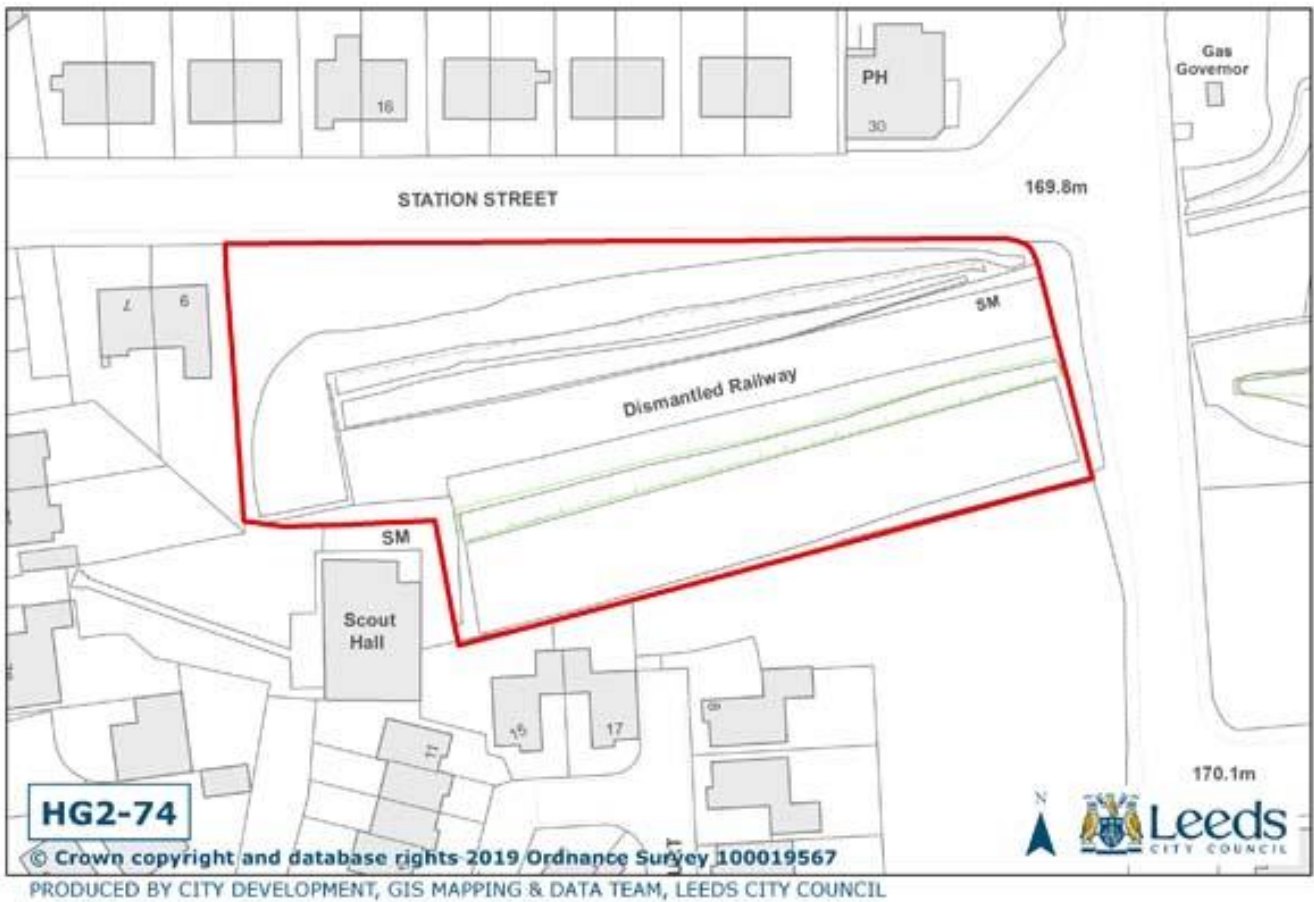 Gas
Governor
PH
16
30
STATION STREET
169.8m
7
9
SM
Dismantled Railway
SM
Scout
Hall
15
17
11
170.1m
HG2-74
N
Leeds
CITY COUNCIL
© Crown copyright and database rights 2019 Ordnance Survey 100019567
PRODUCED BY CITY DEVELOPMENT, GIS MAPPING & DATA TEAM, LEEDS CITY COUNCIL